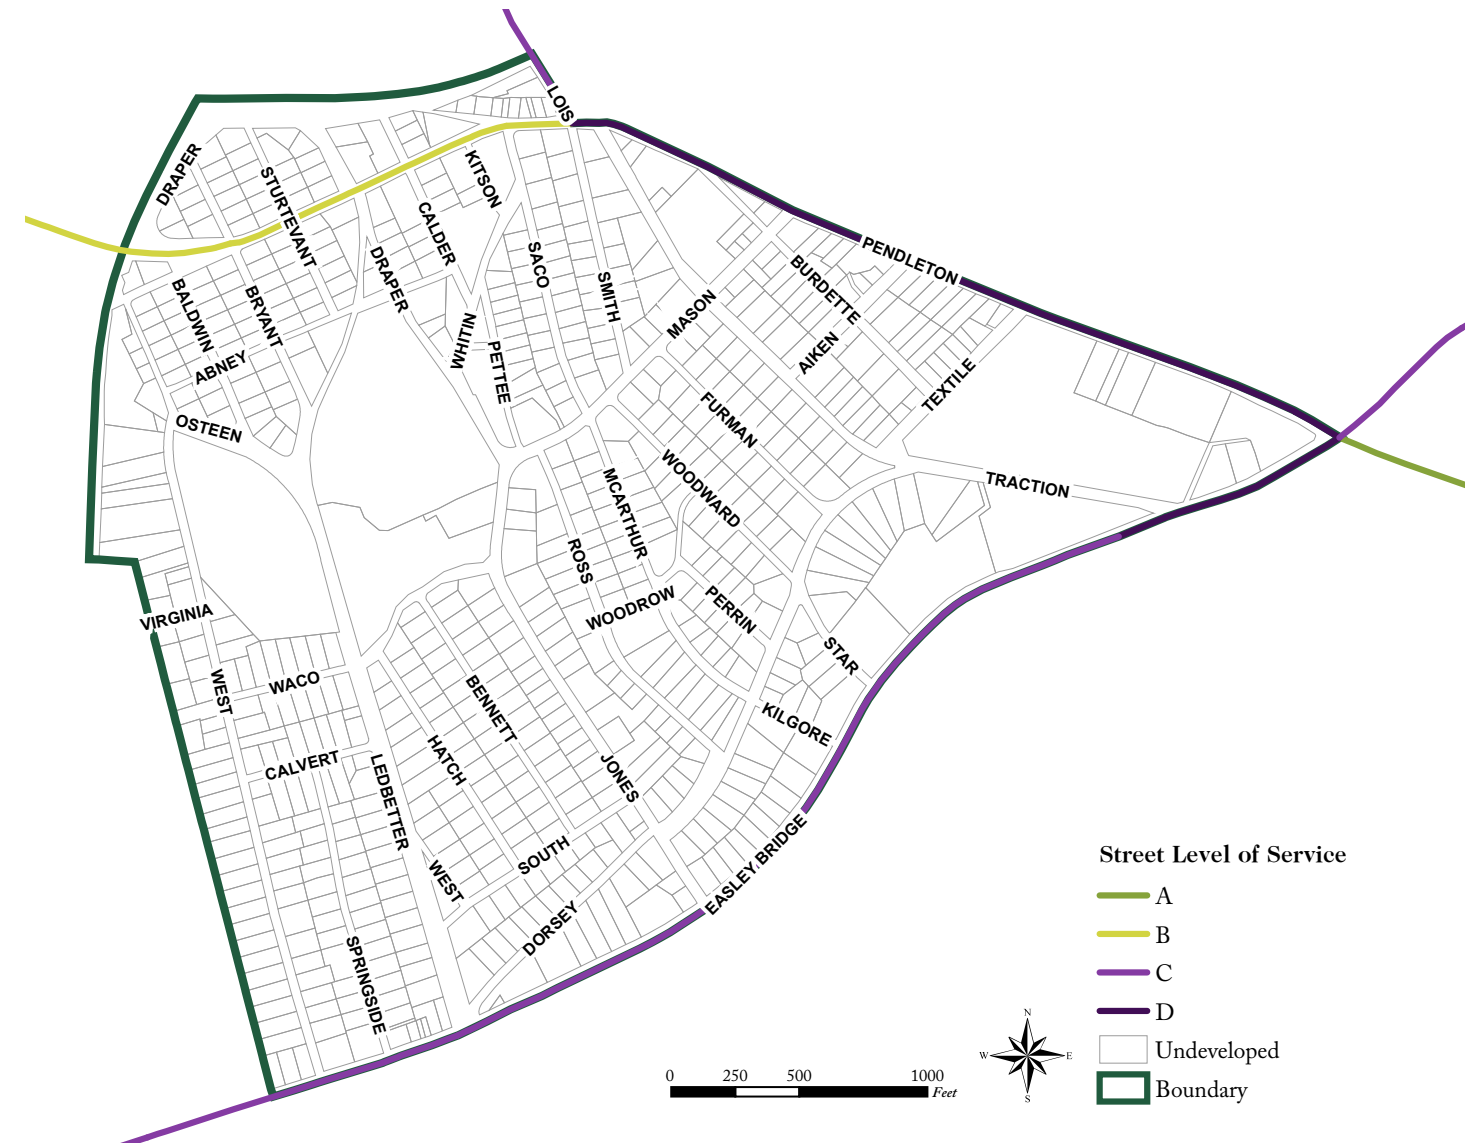 LOIS
DRAPER
STURTEVANT
KITSON
CALDER
PENDLETON
SACO
DRAPER
BURDETTE
SMITH
BALDWIN
BRYANT
MASON
WHITIN
AIKEN
ABNEY
PETTEE
TEXTILE
OSTEEN
FURMAN
WOODWARD
TRACTION
MCARTHUR
ROSS
VIRGINIA
WOODROW
PERRIN
STAR
WEST
WACO
BENNETT
KILGORE
HATCH
CALVERT
JONES
LEDBETTER
SOUTH
WEST
EASLEY BRIDGE
DORSEY
SPRINGSIDE
Street Level of Service
A
B
C
D
Undeveloped
Boundary
N
W E
S
0 250 500 1000
Feet